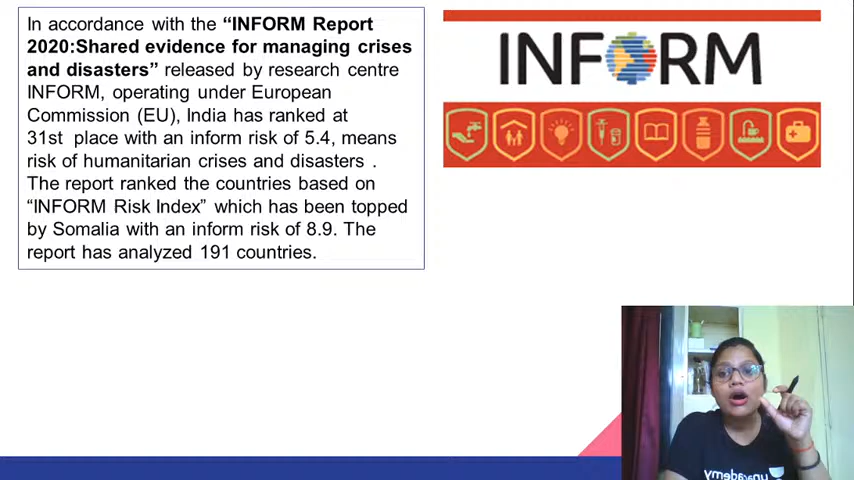 In accordance with the “INFORM Report
2020:Shared evidence for managing crises
and disasters” released by research centre
INFORM, operating under European
Commission (EU), India has ranked at
31st  place with an inform risk of 5.4, means
risk of humanitarian crises and disasters .
The report ranked the countries based on
“INFORM Risk Index” which has been topped
by Somalia with an inform risk of 8.9. The
report has analyzed 191 countries.
INFORM
unacademy